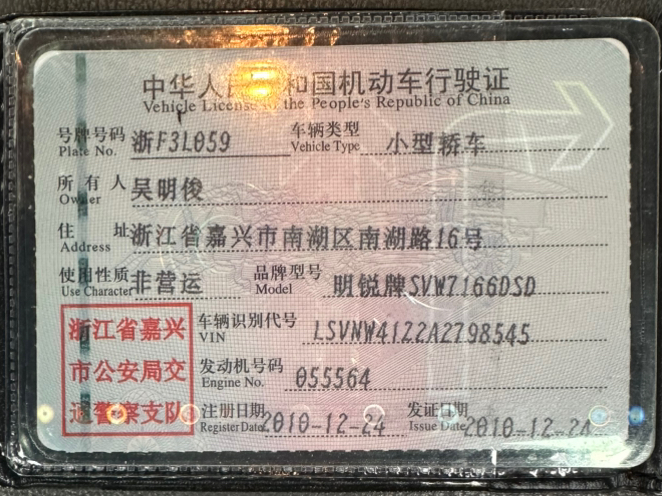 中华人民共和国机动车行驶证
Vehicle License of the People's Republic of China
号牌号码 浙F3L059 车辆类型 小型轿车
Plate No. Vehicle Type
所有人 吴明俊
Owner
住址 浙江省嘉兴市南湖区南湖路16号
Address
使用性质 非营运 品牌型号 明锐牌SVW7166DSD
Use Character Model
浙江省嘉兴
市公安局交
通警察支队
车辆识别代号 LSVNW41Z2A2798545
VIN
发动机号码 055564
Engine No.
注册日期 2010-12-24 发证日期 2010-12-24
Register Date Issue Date